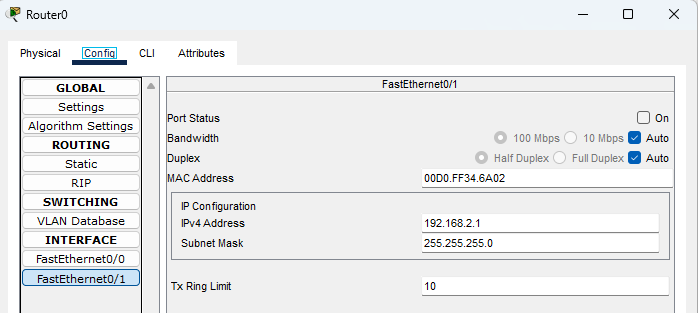 Router0
Physical Config CLI Attributes
GLOBAL
Settings
Algorithm Settings
ROUTING
Static
RIP
SWITCHING
VLAN Database
INTERFACE
FastEthernet0/0
FastEthernet0/1
FastEthernet0/1
Port Status On
Bandwidth 100 Mbps 10 Mbps Auto
Duplex Half Duplex Full Duplex Auto
MAC Address 00D0.FF34.6A02
IP Configuration
IPv4 Address 192.168.2.1
Subnet Mask 255.255.255.0
Tx Ring Limit 10